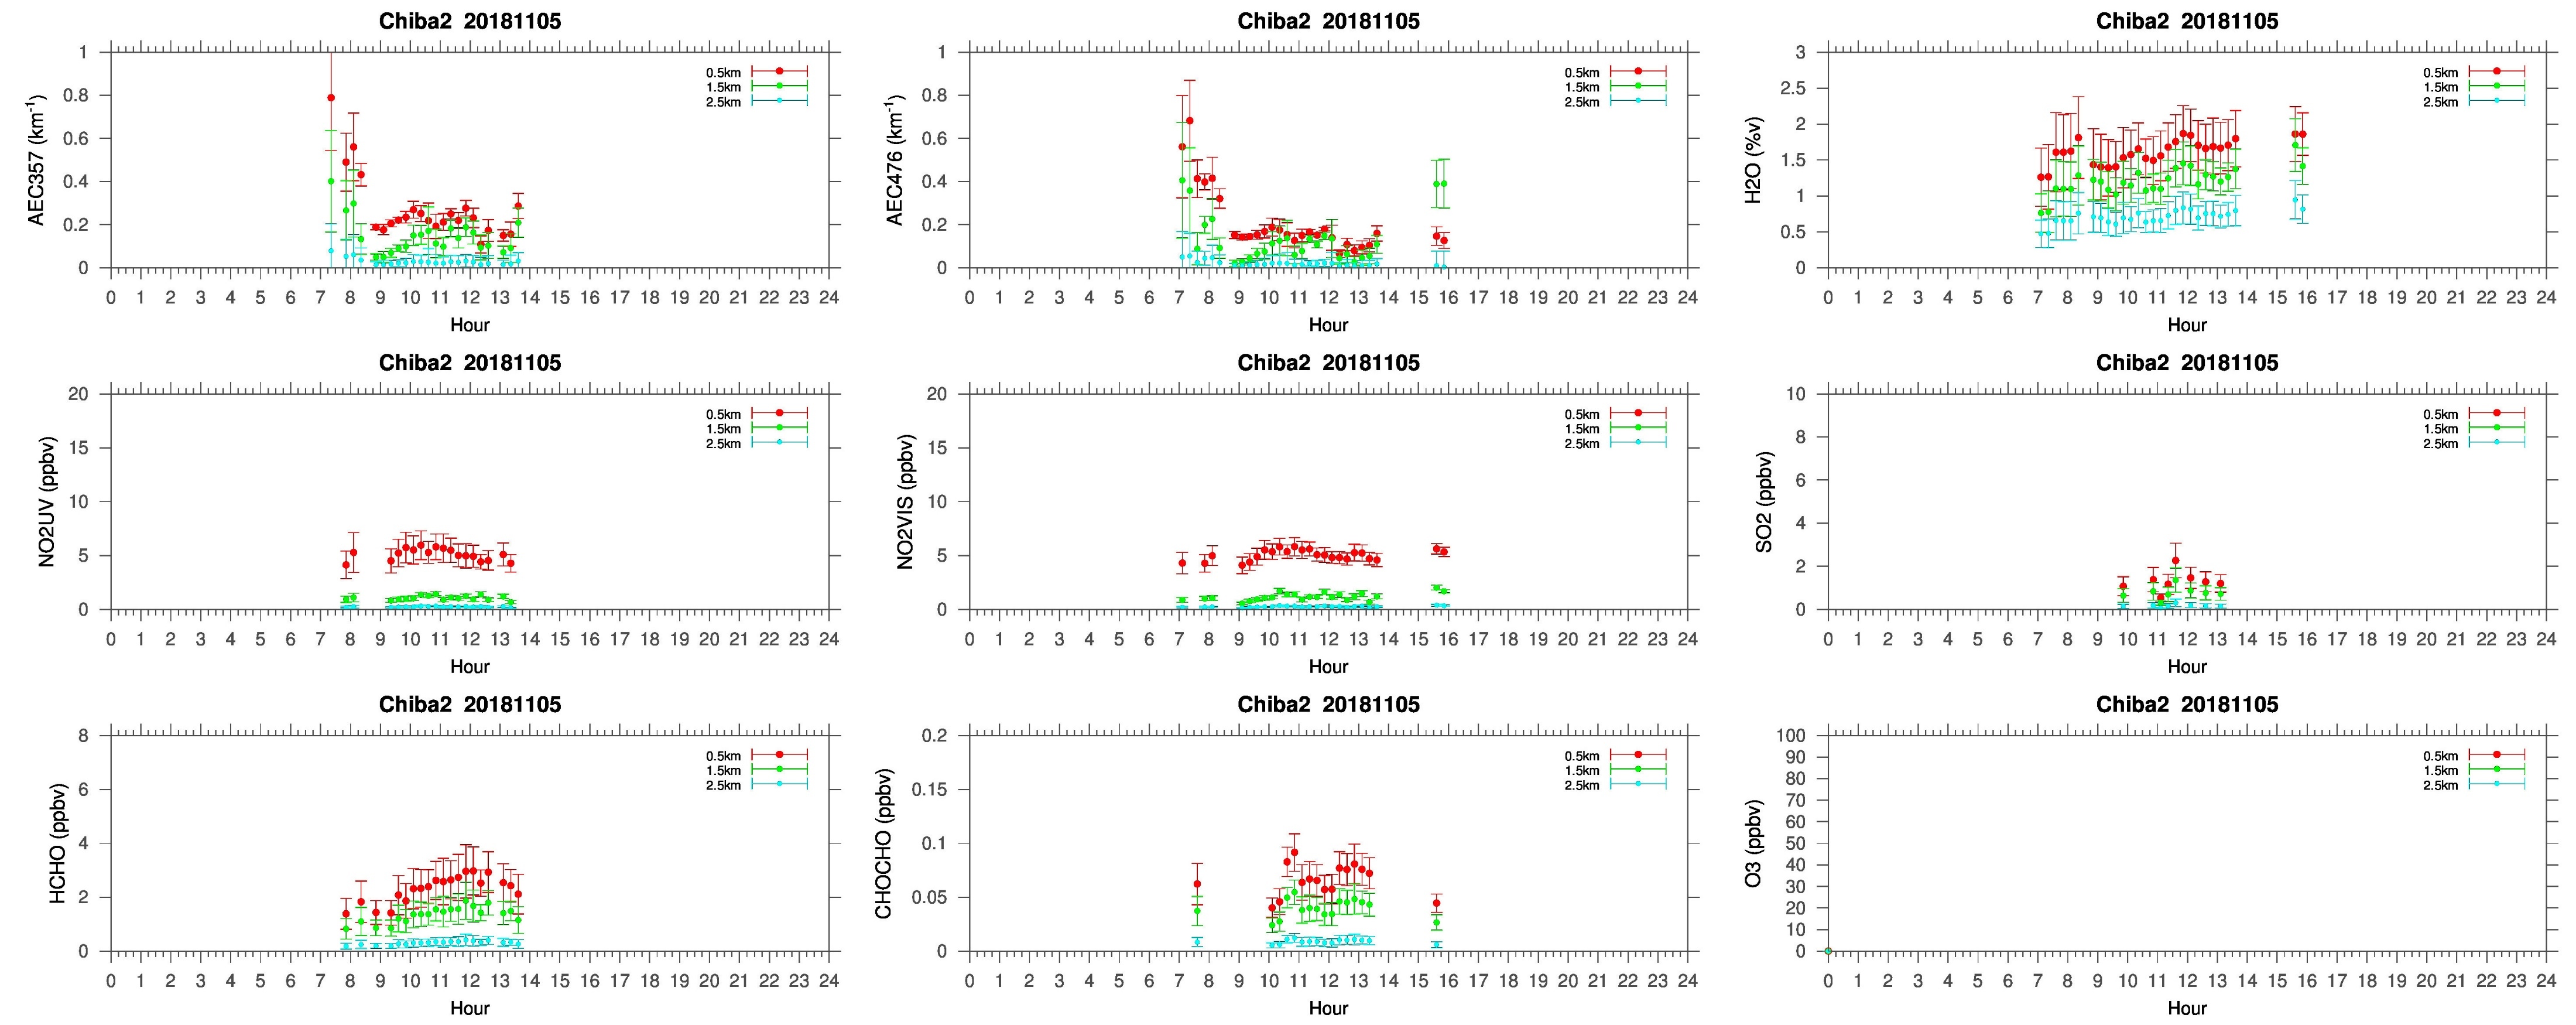 Chiba2 20181105
AEC357 (km-1)
1
0.8
0.6
0.4
0.2
0
0.5km
1.5km
2.5km
0 1 2 3 4 5 6 7 8 9 10 11 12 13 14 15 16 17 18 19 20 21 22 23 24
Hour
Chiba2 20181105
AEC476 (km-1)
1
0.8
0.6
0.4
0.2
0
0.5km
1.5km
2.5km
0 1 2 3 4 5 6 7 8 9 10 11 12 13 14 15 16 17 18 19 20 21 22 23 24
Hour
Chiba2 20181105
H2O (%v)
3
2.5
2
1.5
1
0.5
0
0.5km
1.5km
2.5km
0 1 2 3 4 5 6 7 8 9 10 11 12 13 14 15 16 17 18 19 20 21 22 23 24
Hour
Chiba2 20181105
NO2UV (ppbv)
20
15
10
5
0
0.5km
1.5km
2.5km
0 1 2 3 4 5 6 7 8 9 10 11 12 13 14 15 16 17 18 19 20 21 22 23 24
Hour
Chiba2 20181105
NO2VIS (ppbv)
20
15
10
5
0
0.5km
1.5km
2.5km
0 1 2 3 4 5 6 7 8 9 10 11 12 13 14 15 16 17 18 19 20 21 22 23 24
Hour
Chiba2 20181105
SO2 (ppbv)
10
8
6
4
2
0
0.5km
1.5km
2.5km
0 1 2 3 4 5 6 7 8 9 10 11 12 13 14 15 16 17 18 19 20 21 22 23 24
Hour
Chiba2 20181105
HCHO (ppbv)
8
6
4
2
0
0.5km
1.5km
2.5km
0 1 2 3 4 5 6 7 8 9 10 11 12 13 14 15 16 17 18 19 20 21 22 23 24
Hour
Chiba2 20181105
CHOCHO (ppbv)
0.2
0.15
0.1
0.05
0
0.5km
1.5km
2.5km
0 1 2 3 4 5 6 7 8 9 10 11 12 13 14 15 16 17 18 19 20 21 22 23 24
Hour
Chiba2 20181105
O3 (ppbv)
100
90
80
70
60
50
40
30
20
10
0
0.5km
1.5km
2.5km
0 1 2 3 4 5 6 7 8 9 10 11 12 13 14 15 16 17 18 19 20 21 22 23 24
Hour